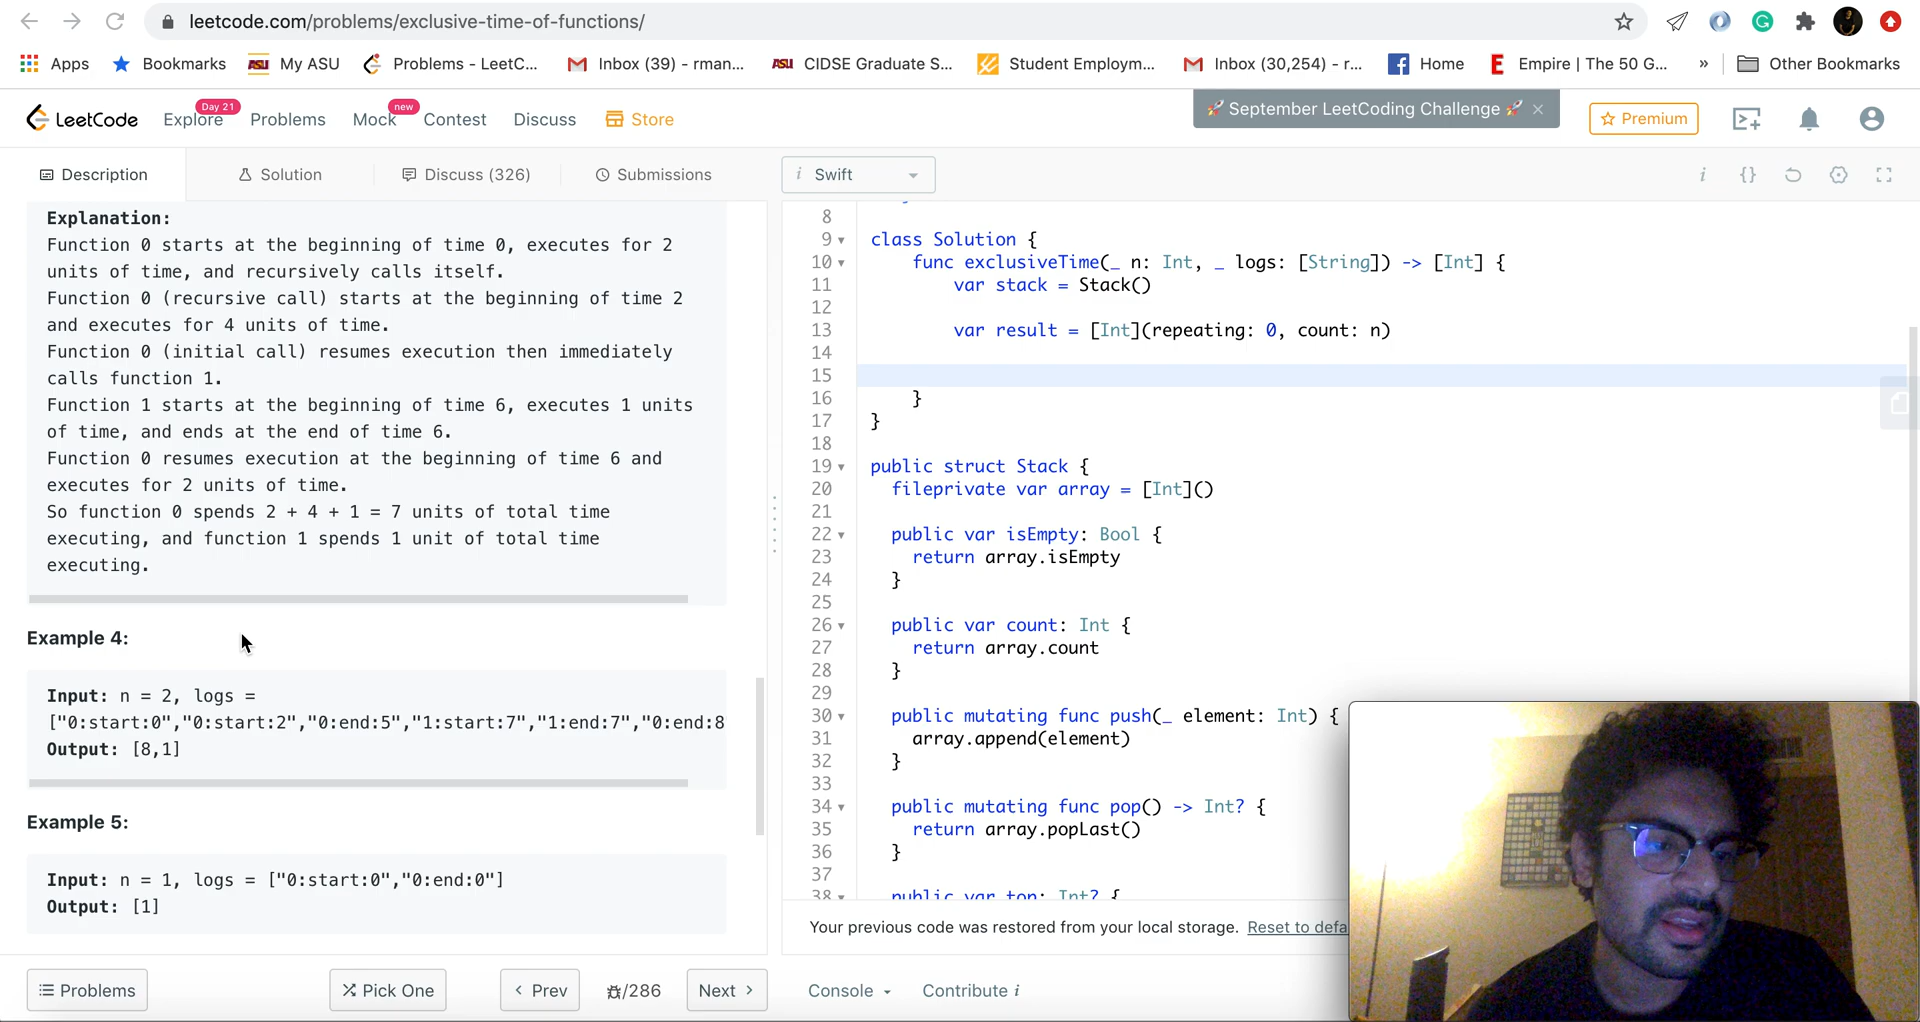 leetcode.com/problems/exclusive-time-of-functions/
Apps
Bookmarks
ASU My ASU
Problems - LeetC...
Inbox (39) - rman...
ASU CIDSE Graduate S...
Student Employm...
Inbox (30,254) - r...
Home
E Empire | The 50 G...
»
Other Bookmarks
LeetCode
Explore
Day 21
Problems
Mock
new
Contest
Discuss
Store
🚀 September LeetCoding Challenge 🚀 ×
Premium
Description
Solution
Discuss (326)
Submissions
i Swift
i {}
Explanation:
Function 0 starts at the beginning of time 0, executes for 2
units of time, and recursively calls itself.
Function 0 (recursive call) starts at the beginning of time 2
and executes for 4 units of time.
Function 0 (initial call) resumes execution then immediately
calls function 1.
Function 1 starts at the beginning of time 6, executes 1 units
of time, and ends at the end of time 6.
Function 0 resumes execution at the beginning of time 6 and
executes for 2 units of time.
So function 0 spends 2 + 4 + 1 = 7 units of total time
executing, and function 1 spends 1 unit of total time
executing.
Example 4:
Input: n = 2, logs =
["0:start:0","0:start:2","0:end:5","1:start:7","1:end:7","0:end:8
Output: [8,1]
Example 5:
Input: n = 1, logs = ["0:start:0","0:end:0"]
Output: [1]
8
9 class Solution {
10 func exclusiveTime(_ n: Int, _ logs: [String]) -> [Int] {
11 var stack = Stack()
12
13 var result = [Int](repeating: 0, count: n)
14
15
16 }
17 }
18
19 public struct Stack {
20 fileprivate var array = [Int]()
21
22 public var isEmpty: Bool {
23 return array.isEmpty
24 }
25
26 public var count: Int {
27 return array.count
28 }
29
30 public mutating func push(_ element: Int) {
31 array.append(element)
32 }
33
34 public mutating func pop() -> Int? {
35 return array.popLast()
36 }
37
38 public var top: Int? {
Your previous code was restored from your local storage. Reset to defa
Problems
Pick One
< Prev
/286
Next >
Console
Contribute i